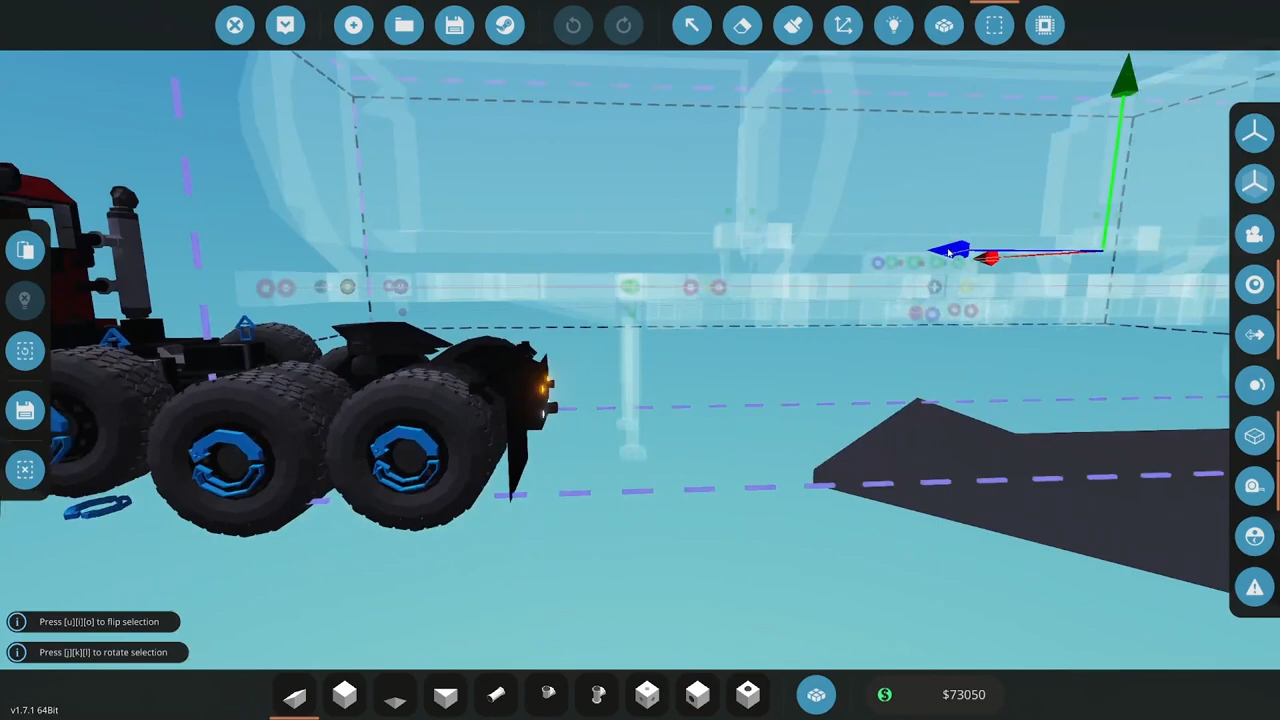 Press [u][i][o] to flip selection
Press [j][k][l] to rotate selection
v1.7.1 64Bit
$73050